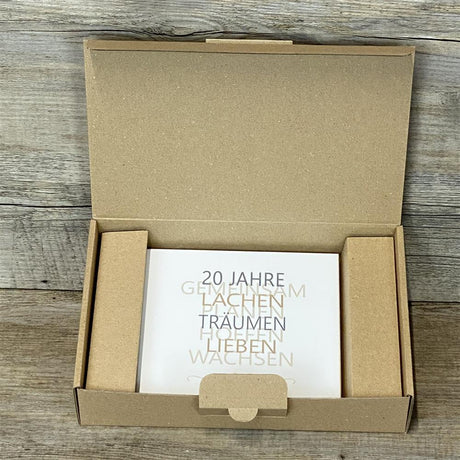 20 JAHRE
GEMEINSAM
LACHEN
PLANEN
TRÄUMEN
HOFFEN
LIEBEN
WACHSEN